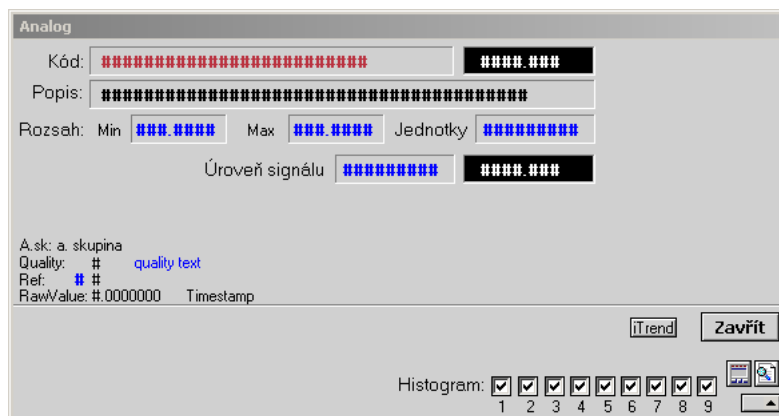 Analog
Kód: ######################## ####.###
Popis: #######################################
Rozsah: Min ###.#### Max ###.#### Jednotky #########
Úroveň signálu ######### ####.###
A.sk: a. skupina
Quality: # quality text
Ref: # #
RawValue: #.0000000 Timestamp
iTrend Zavřít
Histogram:
1 2 3 4 5 6 7 8 9